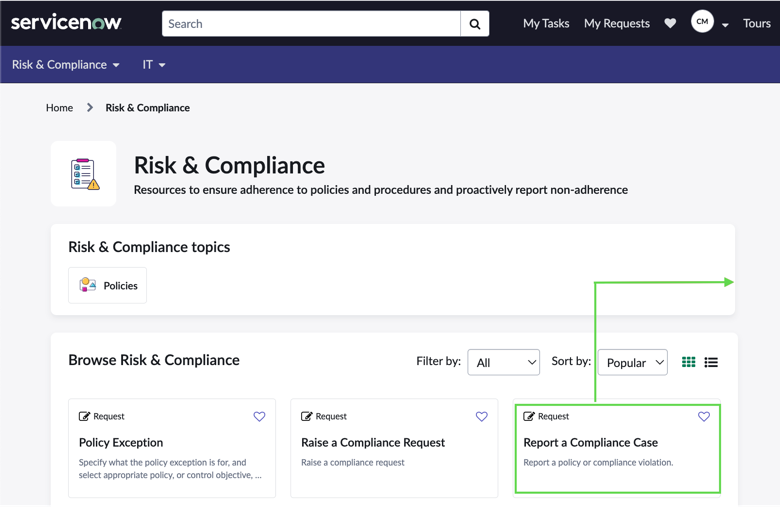 servicenow
Search
My Tasks My Requests CM Tours
Risk & Compliance IT
Home Risk & Compliance
Risk & Compliance
Resources to ensure adherence to policies and procedures and proactively report non-adherence
Risk & Compliance topics
Policies
Browse Risk & Compliance
Filter by: All Sort by: Popular
Request
Policy Exception
Specify what the policy exception is for, and
select appropriate policy, or control objective, ...
Request
Raise a Compliance Request
Raise a compliance request
Request
Report a Compliance Case
Report a policy or compliance violation.